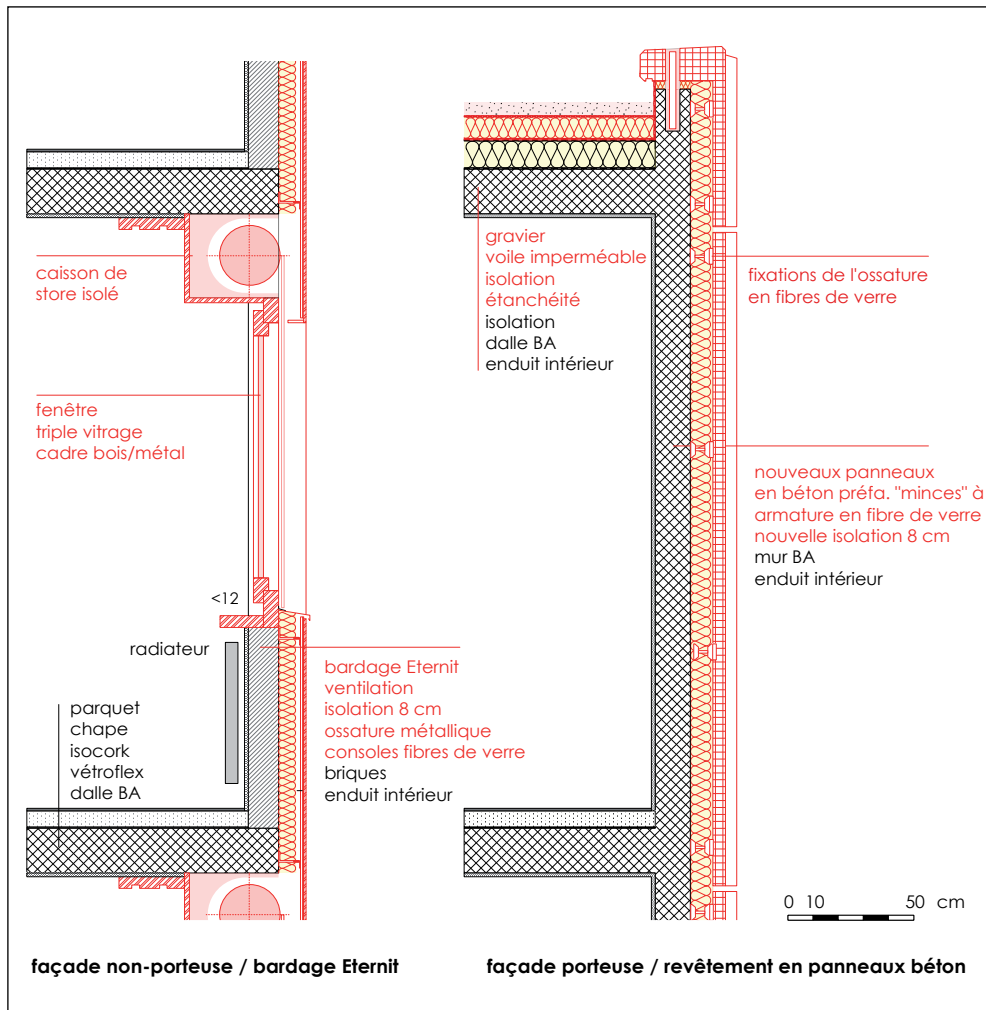 caisson de
store isolé
fenêtre
triple vitrage
cadre bois/métal
<12
radiateur
parquet
chape
isocork
vétroflex
dalle BA
bardage Eternit
ventilation
isolation 8 cm
ossature métallique
consoles fibres de verre
briques
enduit intérieur
façade non-porteuse / bardage Eternit
gravier
voile imperméable
isolation
étanchéité
isolation
dalle BA
enduit intérieur
fixations de l'ossature
en fibres de verre
nouveaux panneaux
en béton préfa. "minces" à
armature en fibre de verre
nouvelle isolation 8 cm
mur BA
enduit intérieur
0 10 50 cm
façade porteuse / revêtement en panneaux béton